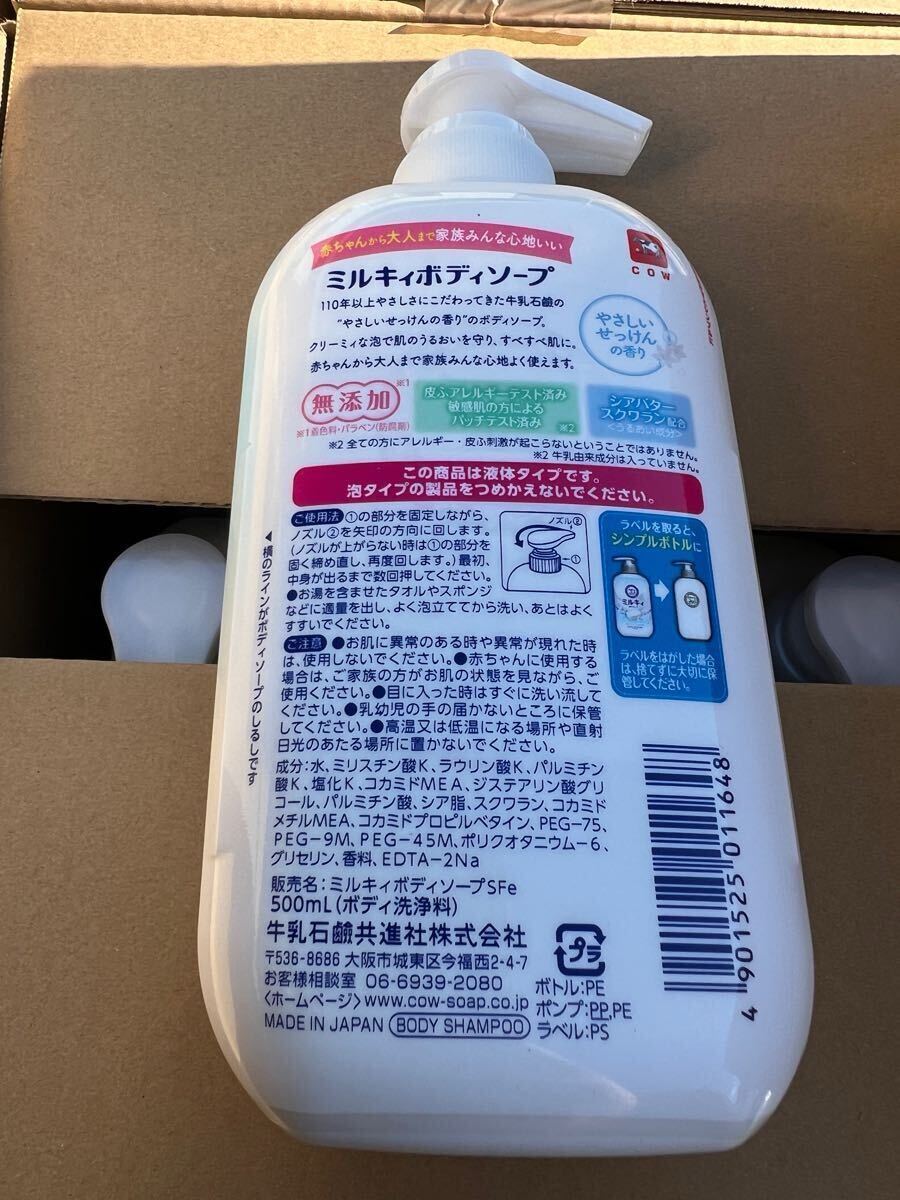 赤ちゃんから大人まで家族みんな心地いい
COW
ミルキィボディソープ
110年以上やさしさにこだわってきた牛乳石鹸の
“やさしいせっけんの香り”のボディソープ。
クリーミィな泡で肌のうるおいを守り、すべすべ肌に。
赤ちゃんから大人まで家族みんな心地よく使えます。
やさしい
せっけん
の香り
無添加
※1
※1着色料・パラベン(防腐剤)
皮ふアレルギーテスト済み
敏感肌の方による
パッチテスト済み
※2
シアバター
スクワラン配合
<うるおい成分>
※2 全ての方にアレルギー・皮ふ刺激が起こらないということではありません。
※2 牛乳由来成分は入っていません。
この商品は液体タイプです。
泡タイプの製品をつめかえないでください。
ご使用法 ①の部分を固定しながら、
ノズル②を矢印の方向に回します。
(ノズルが上がらない時は①の部分を
固く締め直し、再度回します。)最初、
中身が出るまで数回押してください。
●お湯を含ませたタオルやスポンジ
などに適量を出し、よく泡立ててから洗い、あとはよく
すすいでください。
ノズル②
①
ラベルを取ると、
シンプルボトルに
ミルキィ
ラベルをはがした場合
は、捨てずに大切に保
管してください。
ご注意 ●お肌に異常のある時や異常が現れた時
は、使用しないでください。●赤ちゃんに使用する
場合は、ご家族の方がお肌の状態を見ながら、ご
使用ください。●目に入った時はすぐに洗い流して
ください。●乳幼児の手の届かないところに保管
してください。●高温又は低温になる場所や直射
日光のあたる場所に置かないでください。
◀横のラインがボディソープのしるしです
成分:水、ミリスチン酸K、ラウリン酸K、パルミチン
酸K、塩化K、コカミドMEA、ジステアリン酸グリ
コール、パルミチン酸、シア脂、スクワラン、コカミド
メチルMEA、コカミドプロピルベタイン、PEG-75、
PEG-9M、PEG-45M、ポリクオタニウム-6、
グリセリン、香料、EDTA-2Na
販売名:ミルキィボディソープSFe
500mL(ボディ洗浄料)
牛乳石鹸共進社株式会社
〒536-8686 大阪市城東区今福西2-4-7
お客様相談室 06-6939-2080
<ホームページ>www.cow-soap.co.jp
MADE IN JAPAN BODY SHAMPOO
プラ
ボトル:PE
ポンプ:PP,PE
ラベル:PS
4 901525 011648